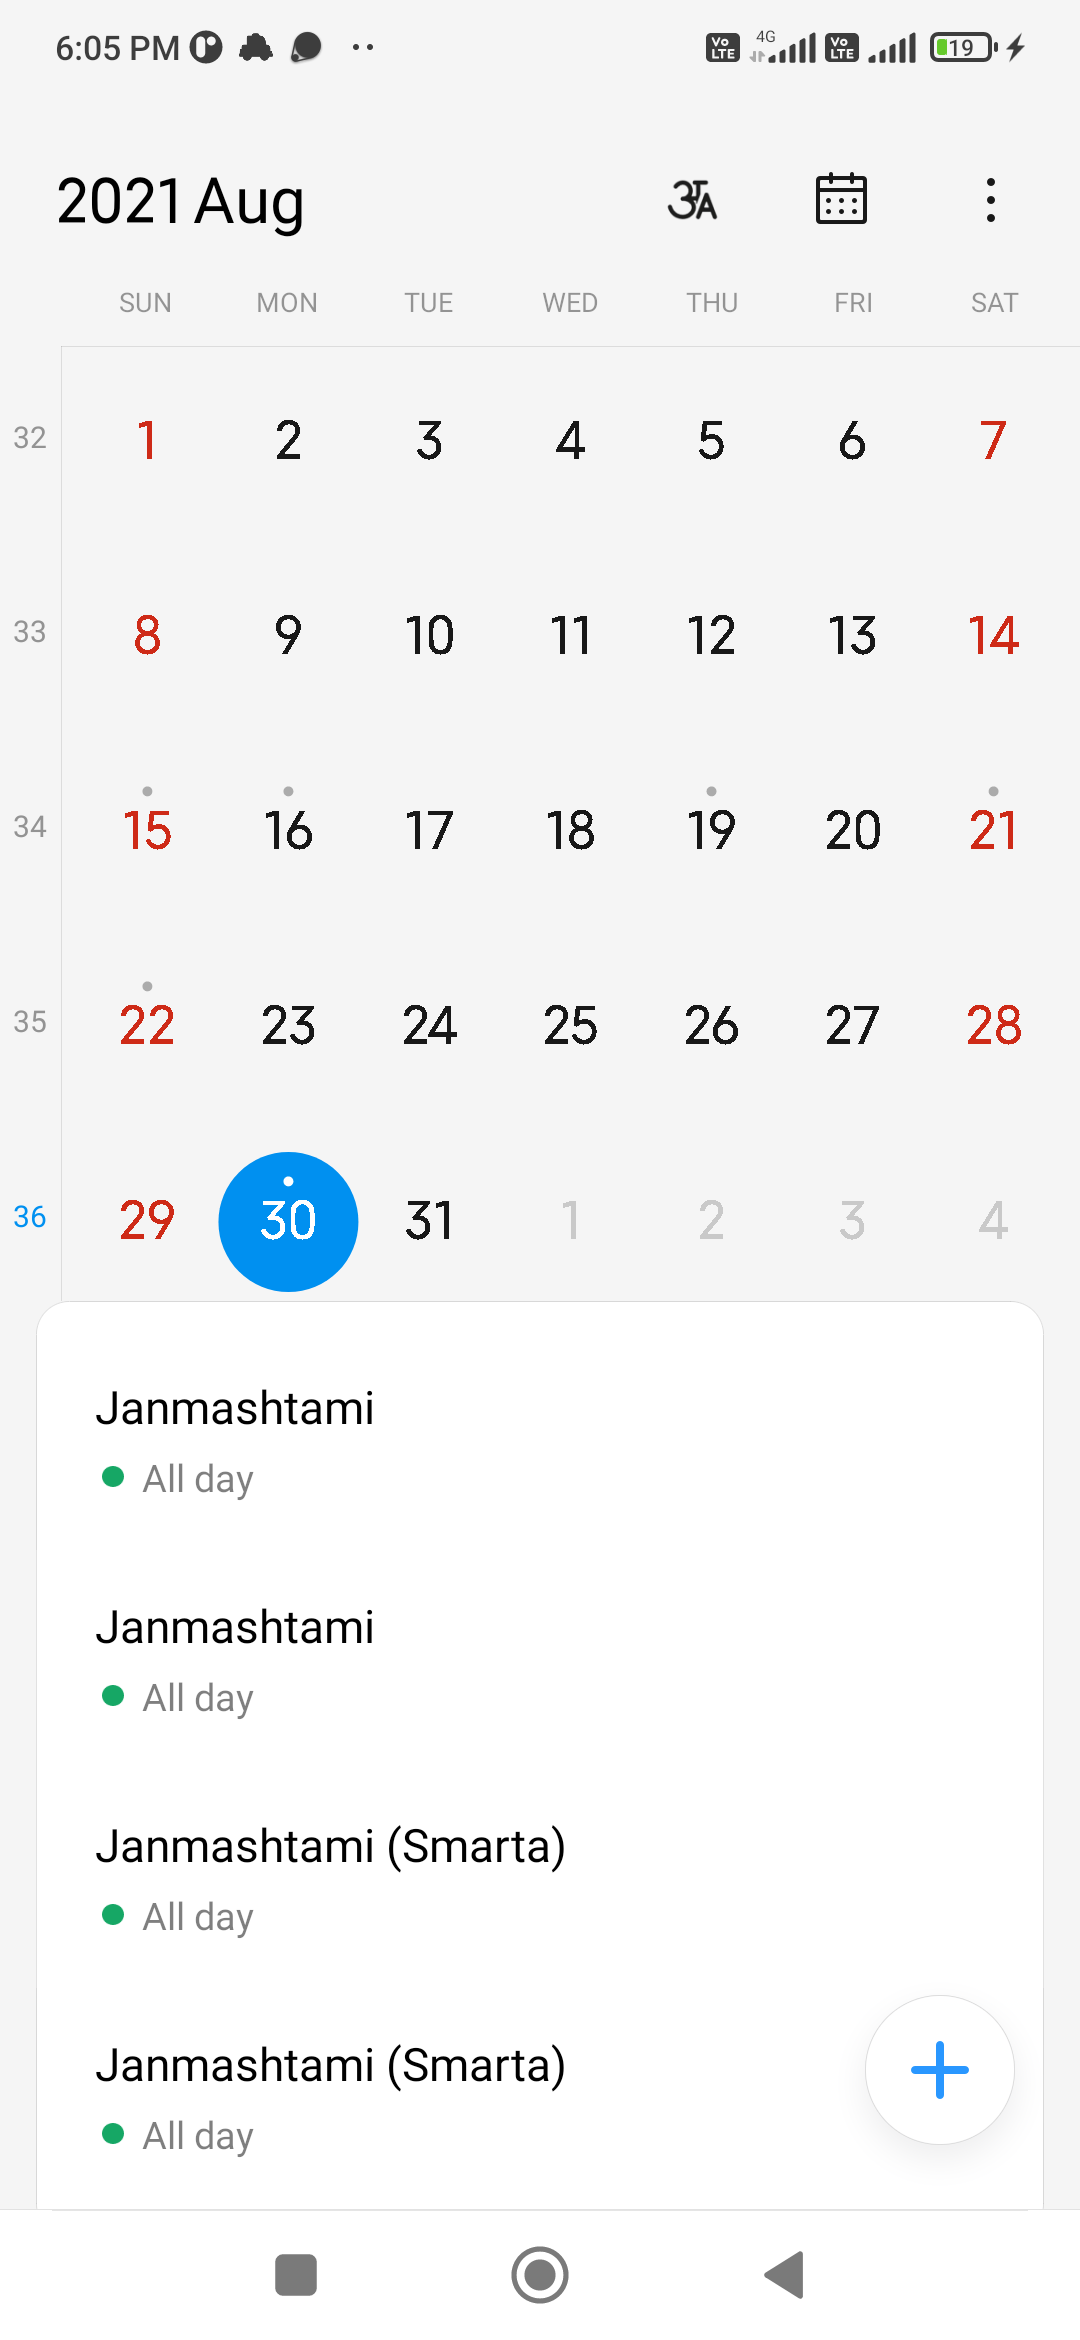 6:05 PM Vo LTE 4G Vo LTE 19
2021 Aug अA
SUN MON TUE WED THU FRI SAT
32 1 2 3 4 5 6 7
33 8 9 10 11 12 13 14
34 15 16 17 18 19 20 21
35 22 23 24 25 26 27 28
36 29 30 31 1 2 3 4
Janmashtami
All day
Janmashtami
All day
Janmashtami (Smarta)
All day
Janmashtami (Smarta)
All day